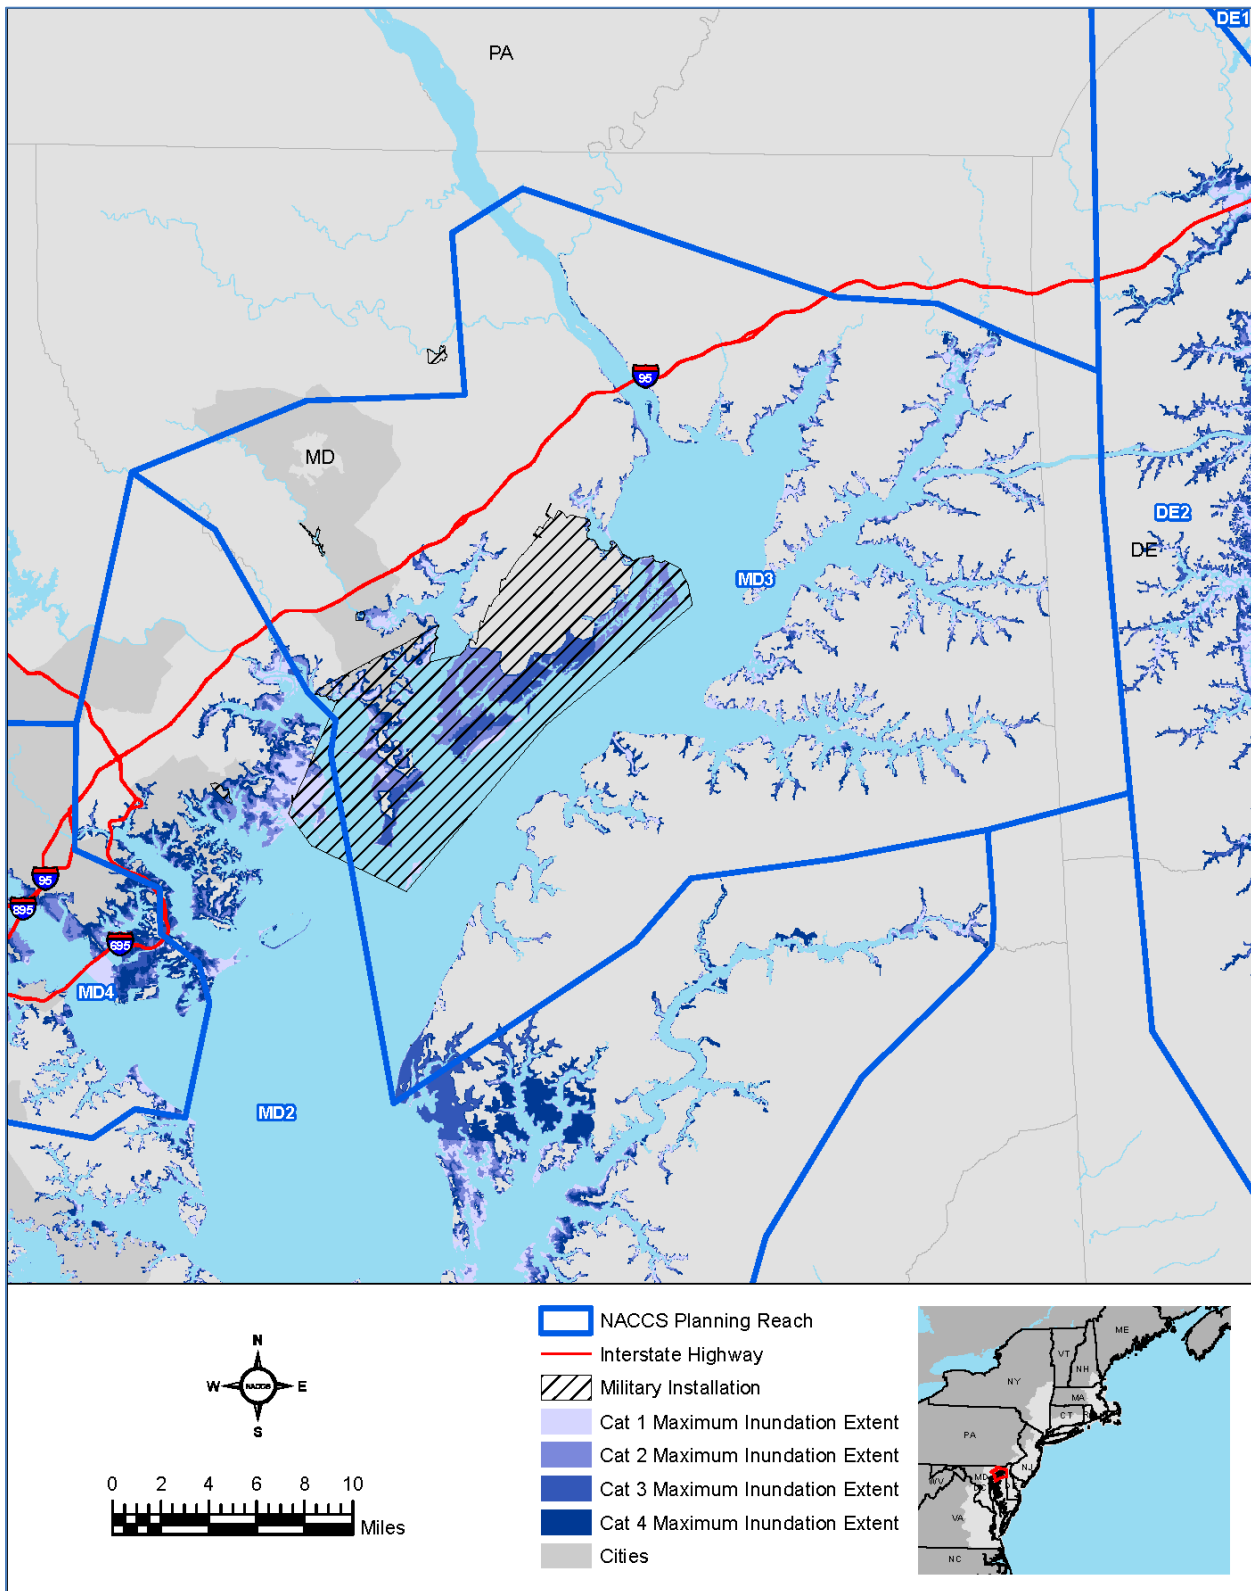 DE1
PA
95
MD
DE2
DE
MD3
95
895
695
MD4
MD2
N
W NACCS E
S
0 2 4 6 8 10
Miles
NACCS Planning Reach
Interstate Highway
Military Installation
Cat 1 Maximum Inundation Extent
Cat 2 Maximum Inundation Extent
Cat 3 Maximum Inundation Extent
Cat 4 Maximum Inundation Extent
Cities
ME
VT
NH
NY
MA
CT
PA
NJ
MD
WV
VA
NC